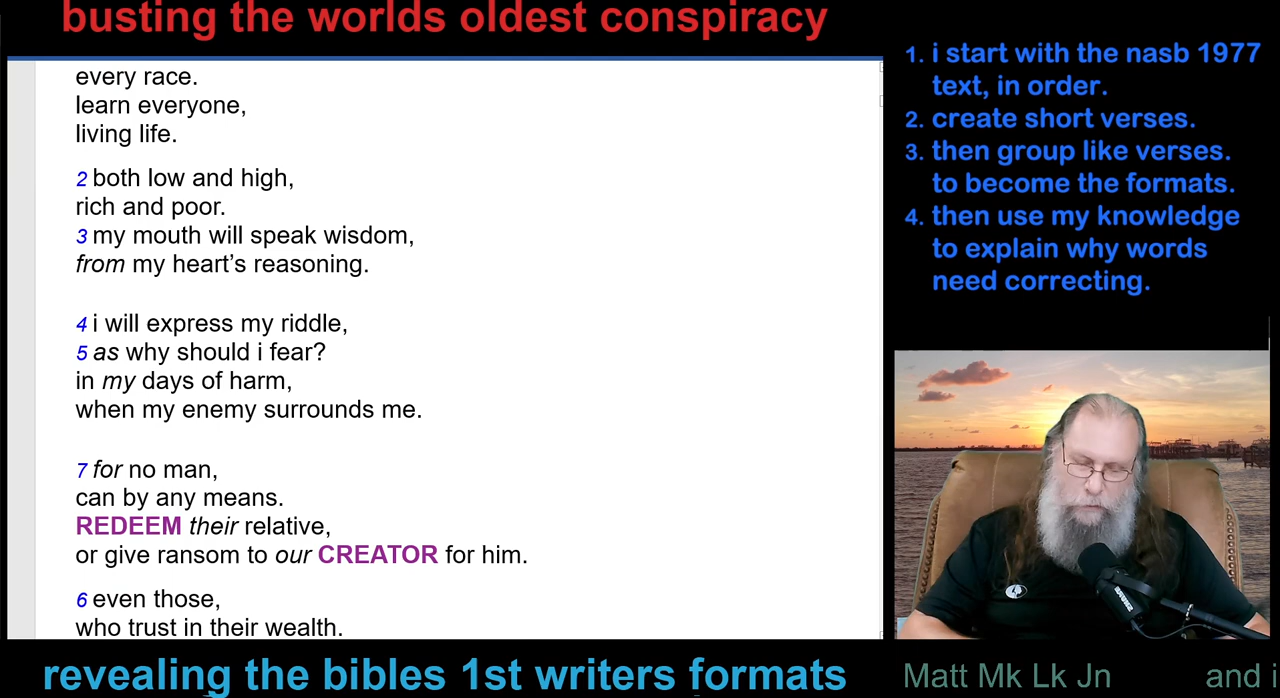 busting the worlds oldest conspiracy
every race.
learn everyone,
living life.
2 both low and high,
rich and poor.
3 my mouth will speak wisdom,
from my heart's reasoning.
4 i will express my riddle,
5 as why should i fear?
in my days of harm,
when my enemy surrounds me.
7 for no man,
can by any means.
REDEEM their relative,
or give ransom to our CREATOR for him.
6 even those,
who trust in their wealth.
revealing the bibles 1st writers formats
1. i start with the nasb 1977
text, in order.
2. create short verses.
3. then group like verses.
to become the formats.
4. then use my knowledge
to explain why words
need correcting.
Matt Mk Lk Jn and i